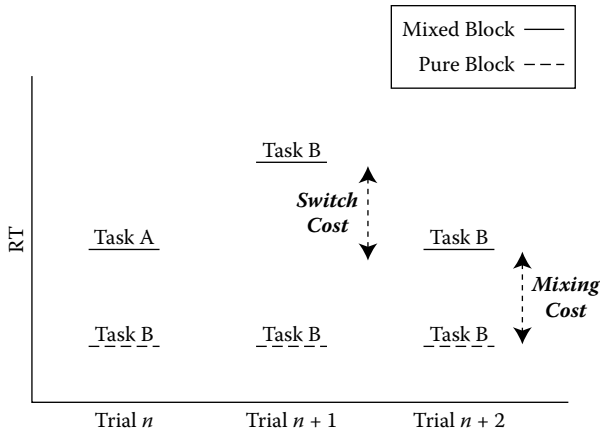 Mixed Block
Pure Block
RT
Task B
Switch
Cost
Task A
Task B
Mixing
Cost
Task B
Task B
Task B
Trial n
Trial n + 1
Trial n + 2